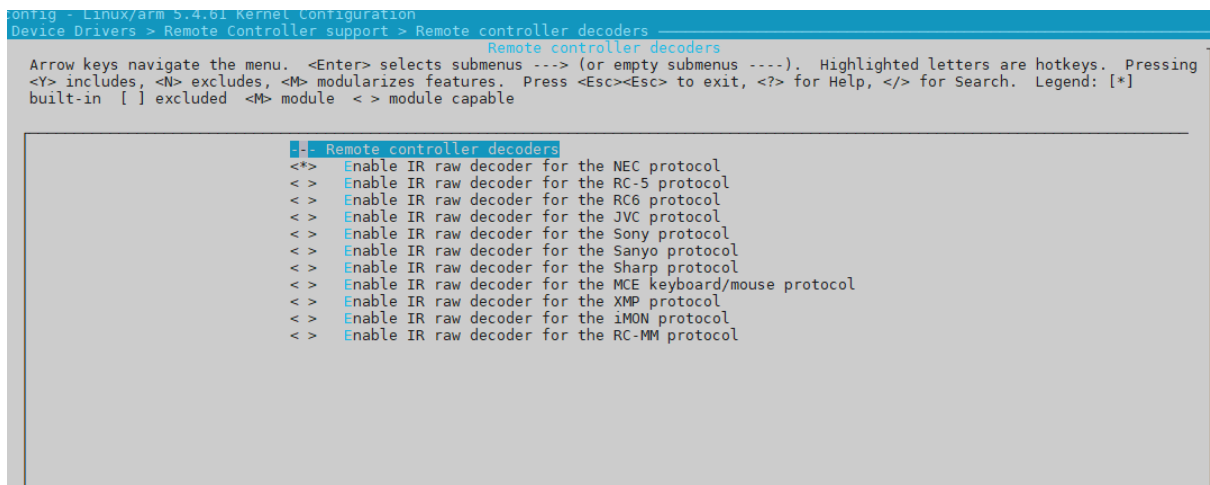 config - Linux/arm 5.4.61 Kernel Configuration
Device Drivers > Remote Controller support > Remote controller decoders
Remote controller decoders
Arrow keys navigate the menu. <Enter> selects submenus ---> (or empty submenus ----). Highlighted letters are hotkeys. Pressing
<Y> includes, <N> excludes, <M> modularizes features. Press <Esc><Esc> to exit, <?> for Help, </> for Search. Legend: [*]
built-in [ ] excluded <M> module < > module capable
--- Remote controller decoders
<*> Enable IR raw decoder for the NEC protocol
< > Enable IR raw decoder for the RC-5 protocol
< > Enable IR raw decoder for the RC6 protocol
< > Enable IR raw decoder for the JVC protocol
< > Enable IR raw decoder for the Sony protocol
< > Enable IR raw decoder for the Sanyo protocol
< > Enable IR raw decoder for the Sharp protocol
< > Enable IR raw decoder for the MCE keyboard/mouse protocol
< > Enable IR raw decoder for the XMP protocol
< > Enable IR raw decoder for the iMON protocol
< > Enable IR raw decoder for the RC-MM protocol